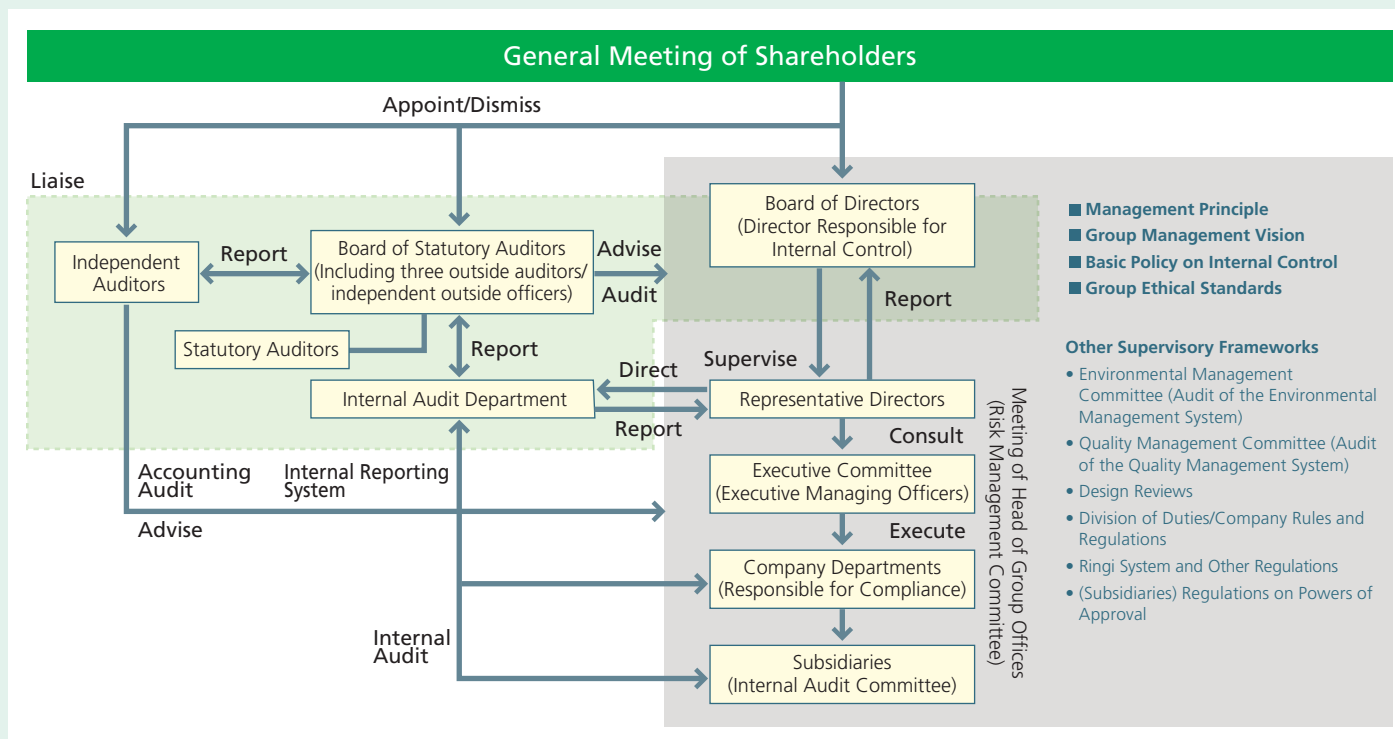 General Meeting of Shareholders
Appoint/Dismiss
Liaise
Independent
Auditors
Report
Board of Statutory Auditors
(Including three outside auditors/
independent outside officers)
Advise
Audit
Board of Directors
(Director Responsible for
Internal Control)
Report
Statutory Auditors
Report
Supervise
Direct
Internal Audit Department
Report
Representative Directors
Consult
Accounting
Audit
Advise
Internal Reporting
System
Executive Committee
(Executive Managing Officers)
Execute
Company Departments
(Responsible for Compliance)
Internal
Audit
Subsidiaries
(Internal Audit Committee)
Meeting of Head of Group Offices
(Risk Management Committee)
■ Management Principle
■ Group Management Vision
■ Basic Policy on Internal Control
■ Group Ethical Standards
Other Supervisory Frameworks
• Environmental Management
Committee (Audit of the Environmental
Management System)
• Quality Management Committee (Audit
of the Quality Management System)
• Design Reviews
• Division of Duties/Company Rules and
Regulations
• Ringi System and Other Regulations
• (Subsidiaries) Regulations on Powers of
Approval